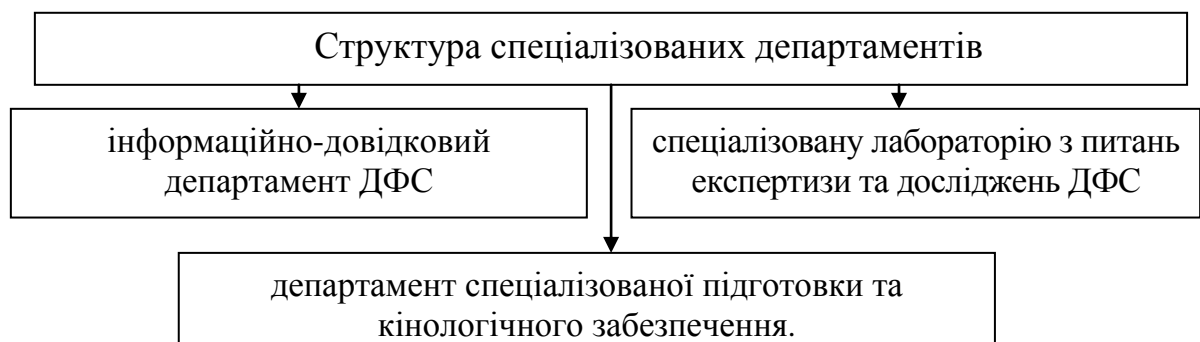 Структура спеціалізованих департаментів
інформаційно-довідковий
департамент ДФС
спеціалізовану лабораторію з питань
експертизи та досліджень ДФС
департамент спеціалізованої підготовки та
кінологічного забезпечення.